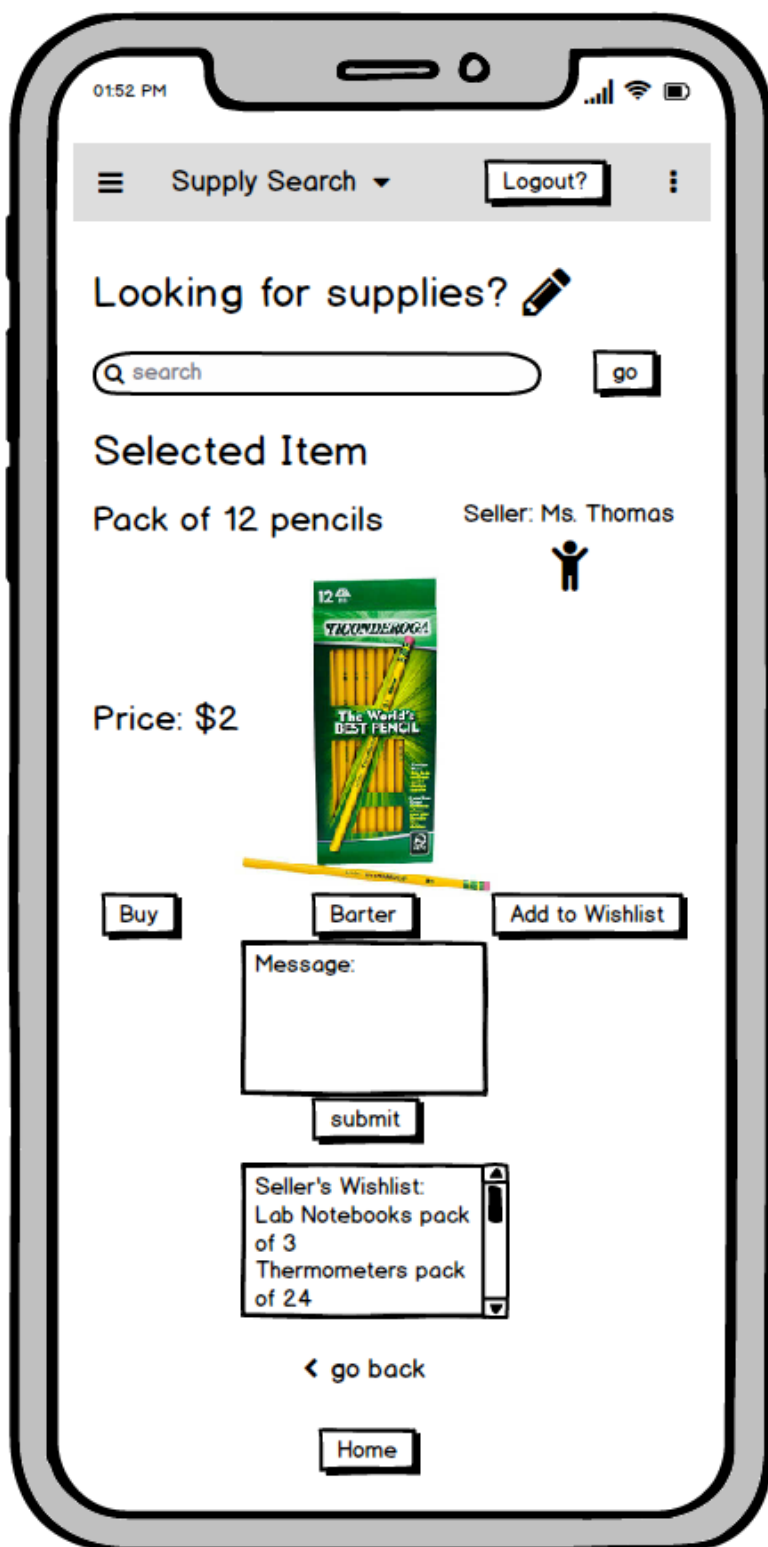 01:52 PM
Supply Search
Logout?
Looking for supplies?
search
go
Selected Item
Pack of 12 pencils
Seller: Ms. Thomas
12
TICONDEROGA
The World's
BEST PENCIL
Price: $2
Buy
Barter
Add to Wishlist
Message:
submit
Seller's Wishlist:
Lab Notebooks pack
of 3
Thermometers pack
of 24
go back
Home